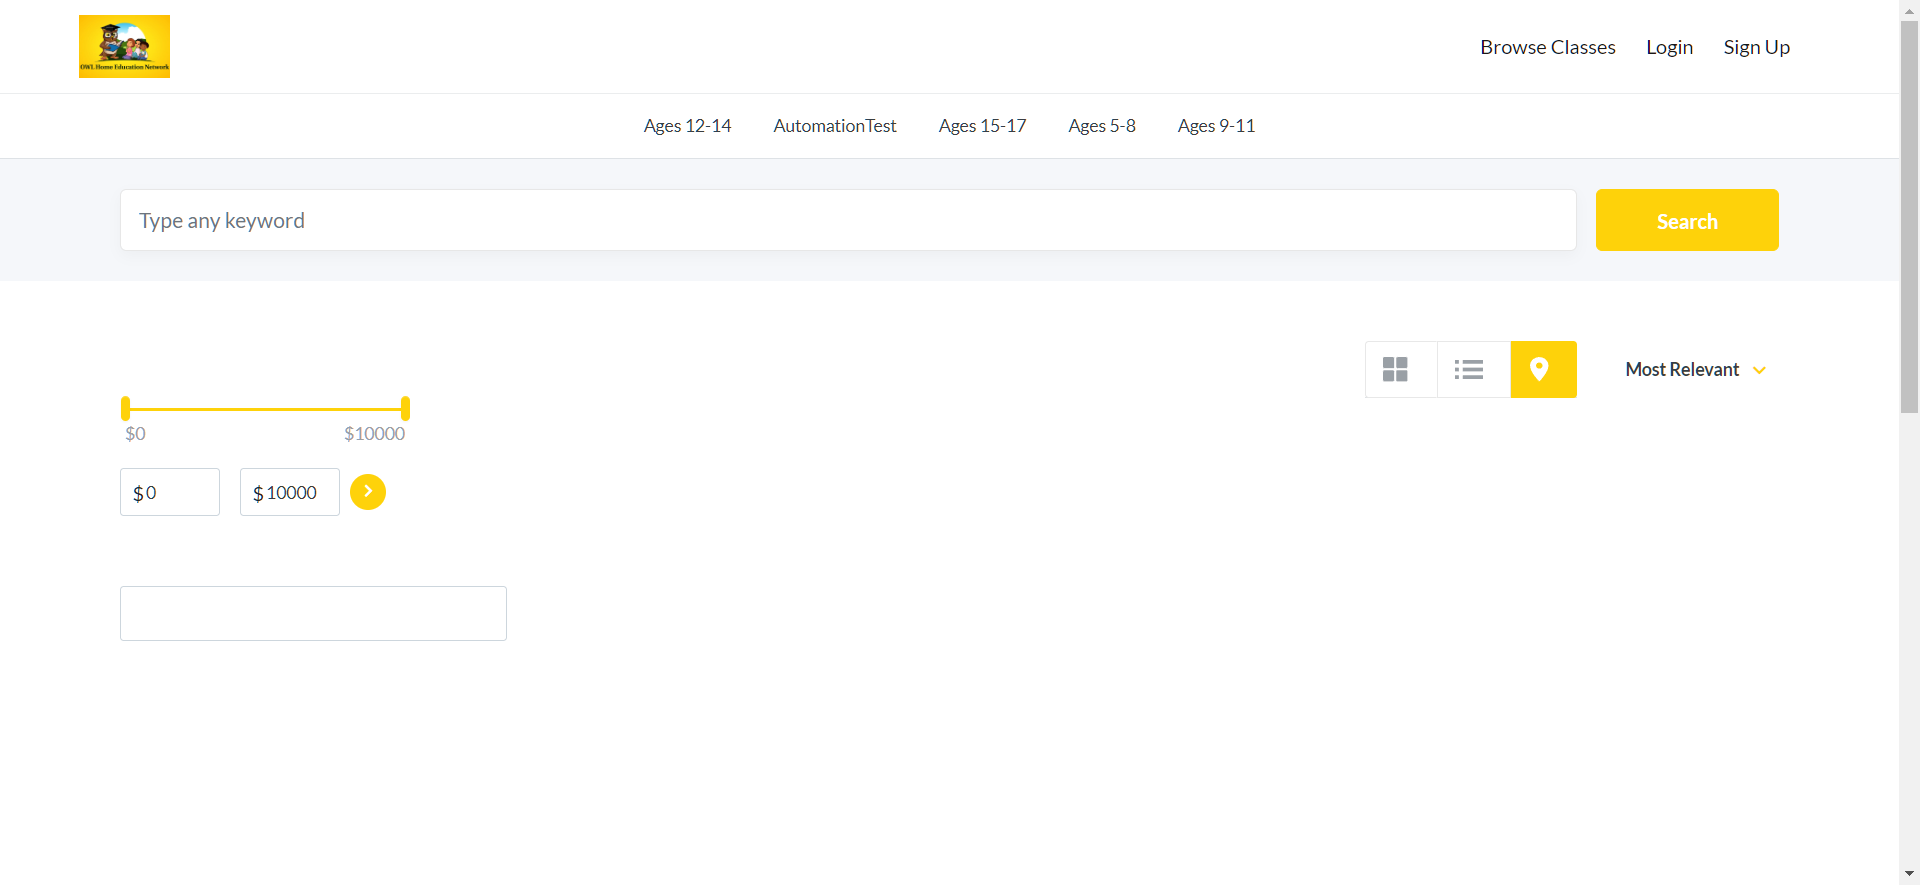 OWL Home Education Network
Browse Classes Login Sign Up
Ages 12-14 AutomationTest Ages 15-17 Ages 5-8 Ages 9-11
Type any keyword Search
Most Relevant
$0 $10000
$0 $10000